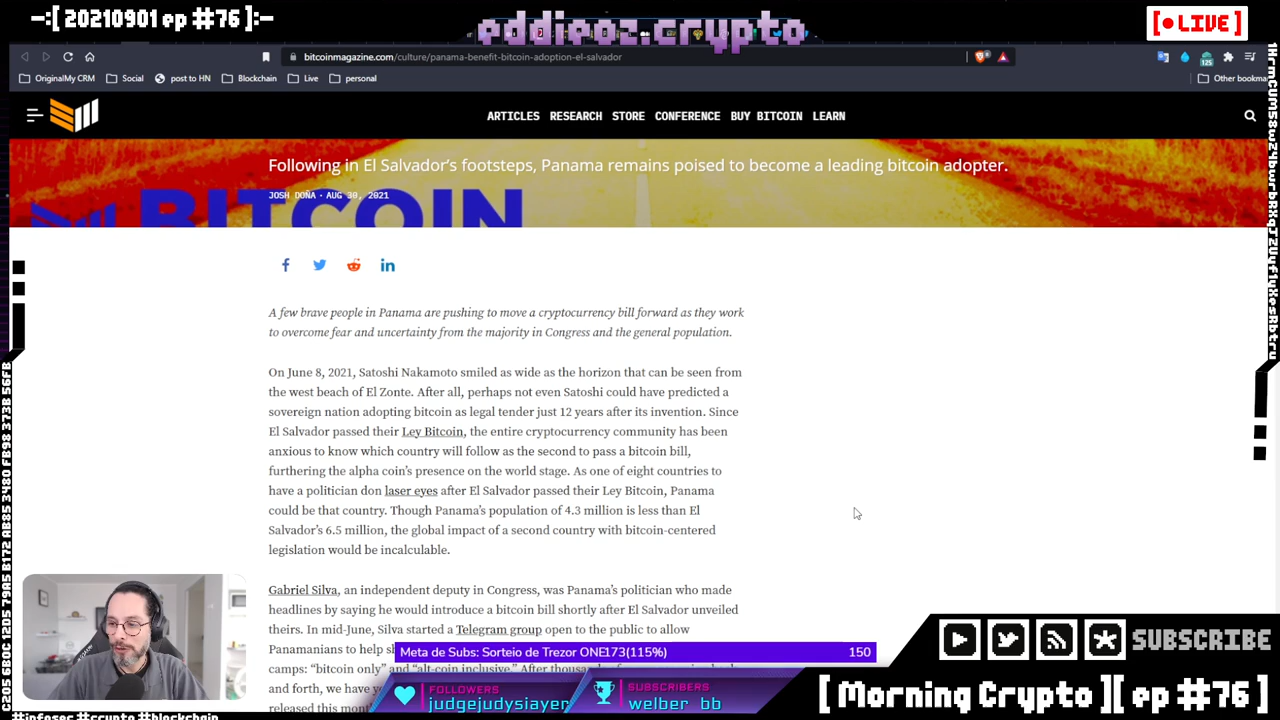 -:[ 20210901 ep #76 ]:-
eddieoz.crypto
[ LIVE ]
bitcoinmagazine.com/culture/panama-benefit-bitcoin-adoption-el-salvador
125
OriginalMy CRM
Social
post to HN
Blockchain
Live
personal
Other bookma
ARTICLES RESEARCH STORE CONFERENCE BUY BITCOIN LEARN
Following in El Salvador’s footsteps, Panama remains poised to become a leading bitcoin adopter.
JOSH DOÑA · AUG 30, 2021
BITCOIN
A few brave people in Panama are pushing to move a cryptocurrency bill forward as they work
to overcome fear and uncertainty from the majority in Congress and the general population.
On June 8, 2021, Satoshi Nakamoto smiled as wide as the horizon that can be seen from
the west beach of El Zonte. After all, perhaps not even Satoshi could have predicted a
sovereign nation adopting bitcoin as legal tender just 12 years after its invention. Since
El Salvador passed their Ley Bitcoin, the entire cryptocurrency community has been
anxious to know which country will follow as the second to pass a bitcoin bill,
furthering the alpha coin’s presence on the world stage. As one of eight countries to
have a politician don laser eyes after El Salvador passed their Ley Bitcoin, Panama
could be that country. Though Panama’s population of 4.3 million is less than El
Salvador’s 6.5 million, the global impact of a second country with bitcoin-centered
legislation would be incalculable.
Gabriel Silva, an independent deputy in Congress, was Panama’s politician who made
headlines by saying he would introduce a bitcoin bill shortly after El Salvador unveiled
theirs. In mid-June, Silva started a Telegram group open to the public to allow
Panamanians to help sh
camps: “bitcoin only” and “alt-coin inclusive.” After thousan
and forth, we have y
released this mon
Meta de Subs: Sorteio de Trezor ONE173(115%) 150
FOLLOWERS
judgejudyslayer
SUBSCRIBERS
welber_bb
SUBSCRIBE
[ Morning Crypto ][ ep #76 ]
#infosec #crypto #blockchain